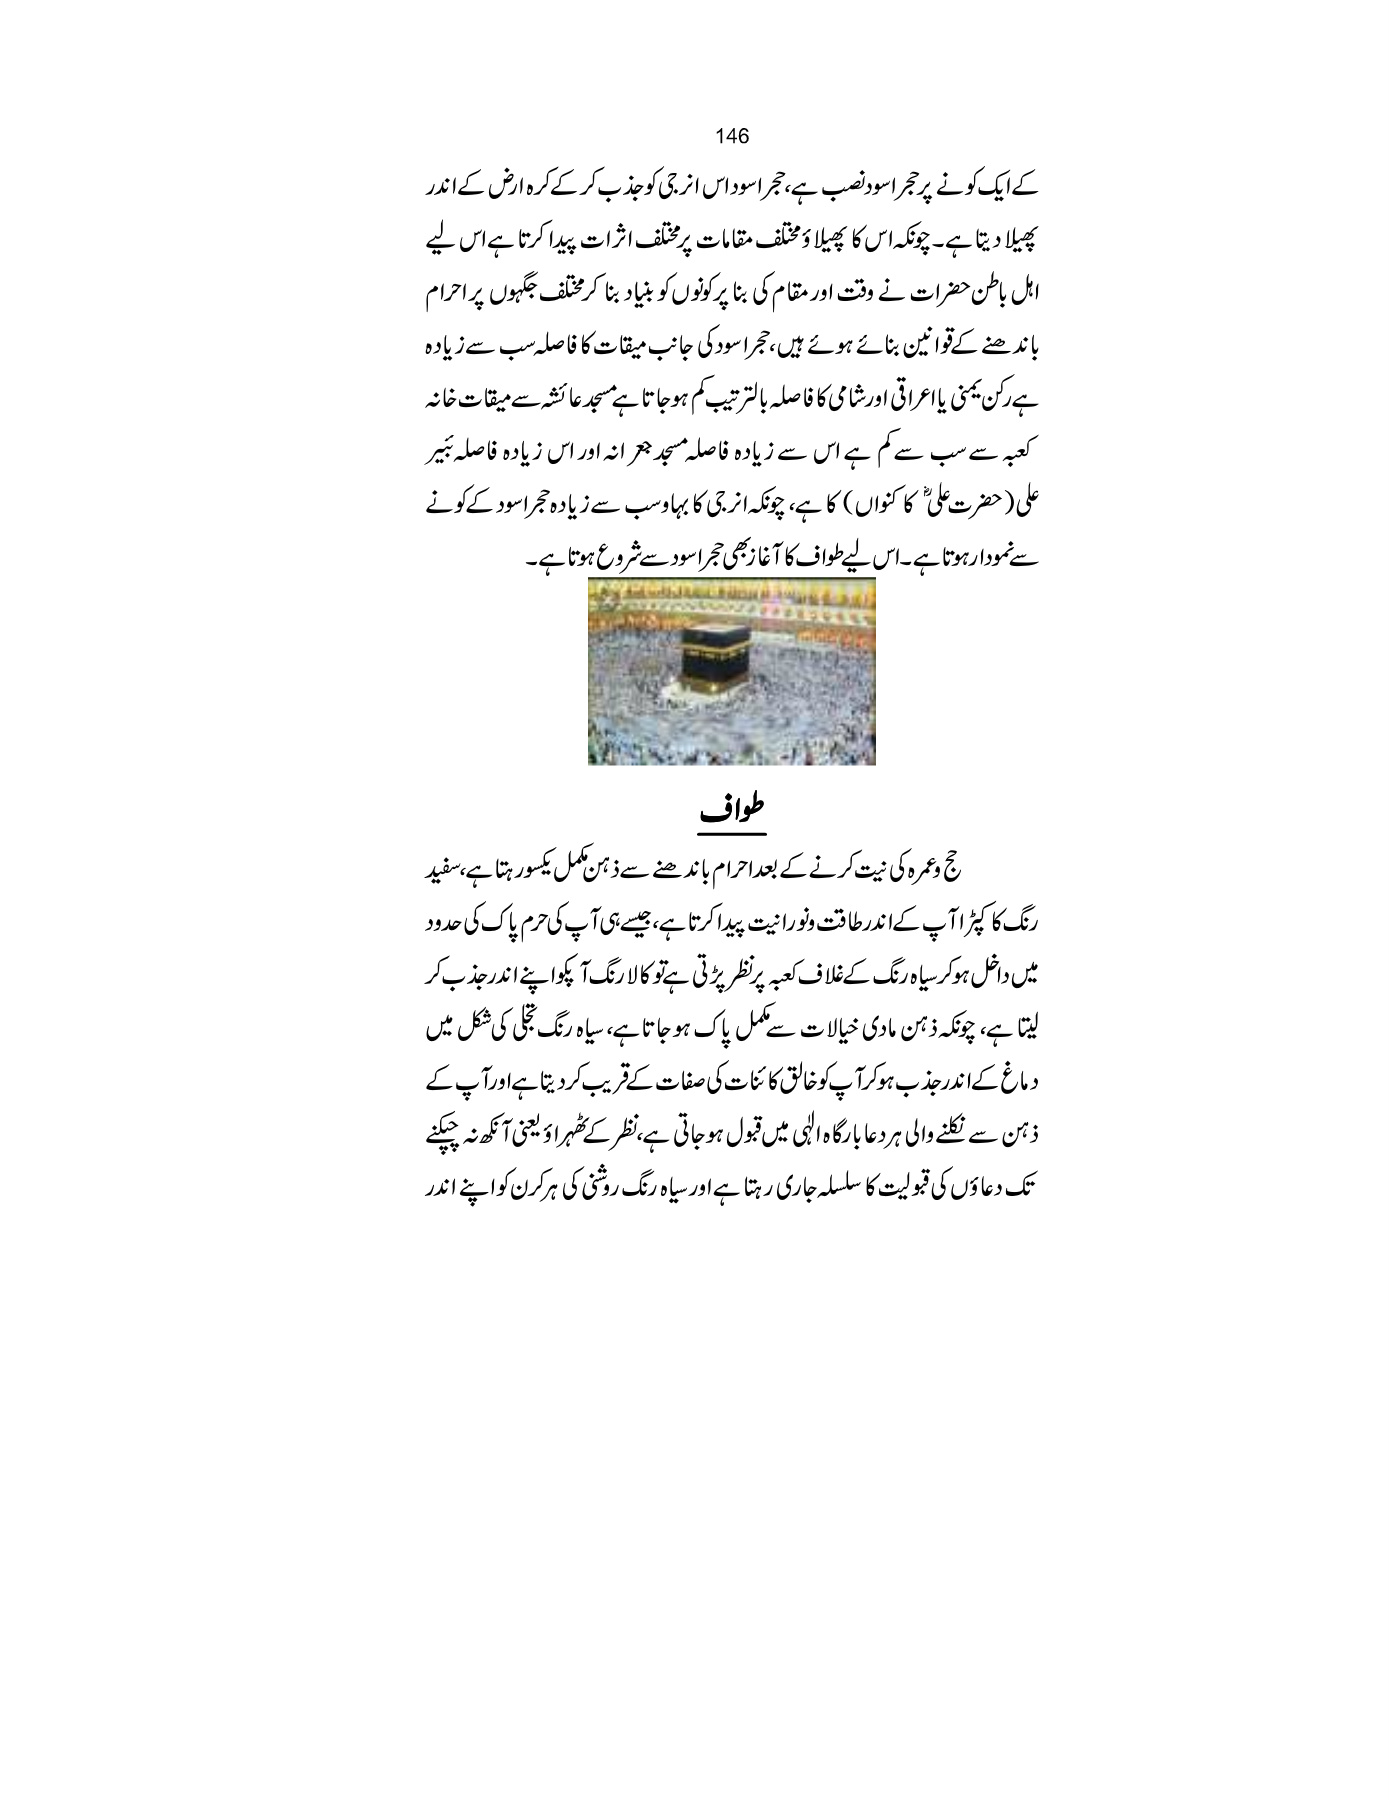 146
کے ایک کونے پر حجر اسود نصب ہے، حجر اسود اس انرجی کو جذب کر کے کرہ ارض کے اندر
پھیلا دیتا ہے۔ چونکہ اس کا پھیلاؤ مختلف مقامات پر مختلف اثرات پیدا کرتا ہے اس لیے
اہل باطن حضرات نے وقت اور مقام کی بنا پر کونوں کو بنیاد بنا کر مختلف جگہوں پر احرام
باندھنے کے قوانین بنائے ہوئے ہیں، حجر اسود کی جانب میقات کا فاصلہ سب سے زیادہ
ہے رکن یمنی یا اعراقی اور شامی کا فاصلہ بالترتیب کم ہو جاتا ہے مسجد عائشہ سے میقات خانہ
کعبہ سے سب سے کم ہے اس سے زیادہ فاصلہ مسجد جعرانہ اور اس زیادہ فاصلہ بئیر
علی (حضرت علیؓ کا کنواں) کا ہے، چونکہ انرجی کا بہاو سب سے زیادہ حجر اسود کے کونے
سے نمودار ہوتا ہے۔ اس لیے طواف کا آغاز بھی حجر اسود سے شروع ہوتا ہے۔
طواف
حج و عمرہ کی نیت کرنے کے بعد احرام باندھنے سے ذہن مکمل یکسو رہتا ہے، سفید
رنگ کا کپڑا آپ کے اندر طاقت و نورانیت پیدا کرتا ہے، جیسے ہی آپ کی حرم پاک کی حدود
میں داخل ہو کر سیاہ رنگ کے غلاف کعبہ پر نظر پڑتی ہے تو کالا رنگ آپکو اپنے اندر جذب کر
لیتا ہے، چونکہ ذہن مادی خیالات سے مکمل پاک ہو جاتا ہے، سیاہ رنگ تجلی کی شکل میں
دماغ کے اندر جذب ہو کر آپ کو خالق کائنات کی صفات کے قریب کر دیتا ہے اور آپ کے
ذہن سے نکلنے والی ہر دعا بارگاہ الٰہی میں قبول ہو جاتی ہے، نظر کے ٹھہراؤ یعنی آنکھ نہ جپکنے
تک دعاؤں کی قبولیت کا سلسلہ جاری رہتا ہے اور سیاہ رنگ روشنی کی ہر کرن کو اپنے اندر